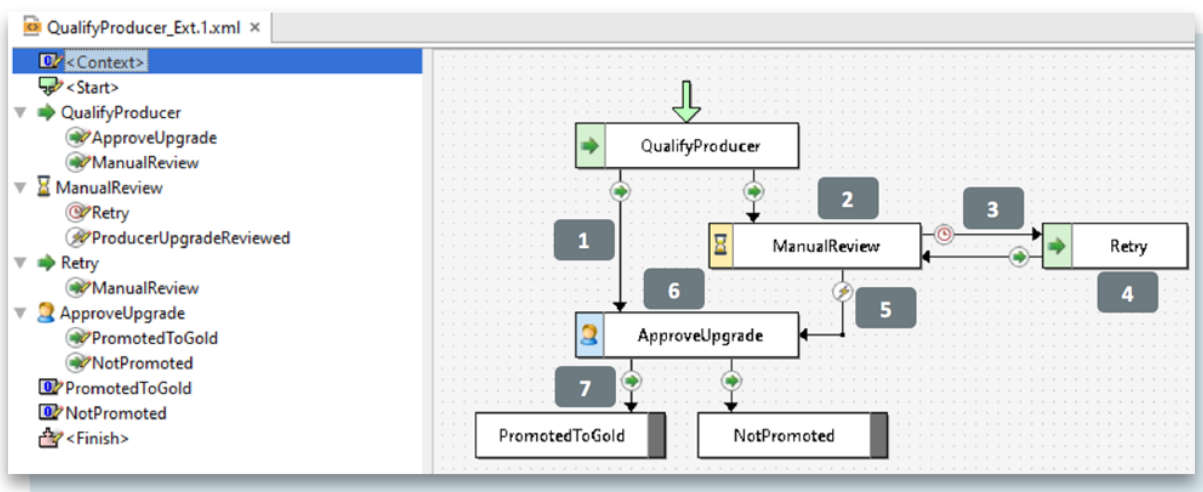 QualifyProducer_Ext.1.xml
<Context>
<Start>
QualifyProducer
ApproveUpgrade
ManualReview
ManualReview
Retry
ProducerUpgradeReviewed
Retry
ManualReview
ApproveUpgrade
PromotedToGold
NotPromoted
PromotedToGold
NotPromoted
<Finish>
QualifyProducer
2
3
1
ManualReview
Retry
6
5
4
ApproveUpgrade
7
PromotedToGold
NotPromoted